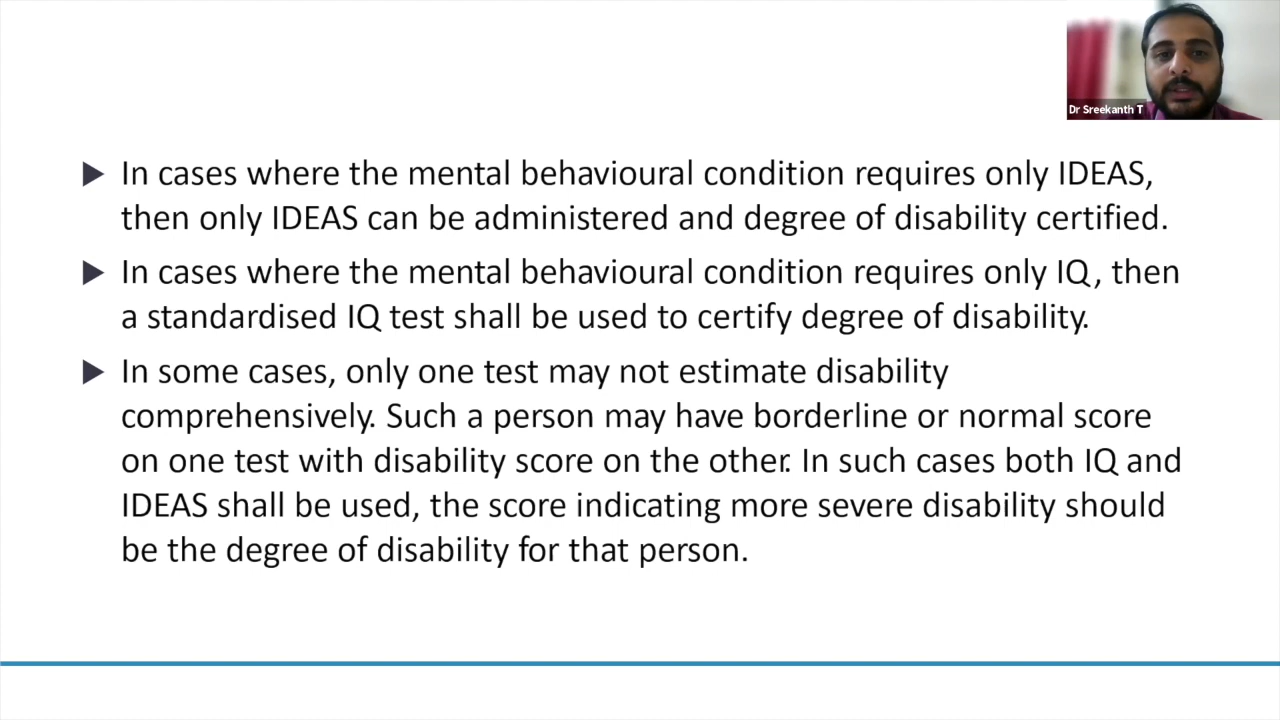 Dr Sreekanth T
In cases where the mental behavioural condition requires only IDEAS,
then only IDEAS can be administered and degree of disability certified.
In cases where the mental behavioural condition requires only IQ, then
a standardised IQ test shall be used to certify degree of disability.
In some cases, only one test may not estimate disability
comprehensively. Such a person may have borderline or normal score
on one test with disability score on the other. In such cases both IQ and
IDEAS shall be used, the score indicating more severe disability should
be the degree of disability for that person.